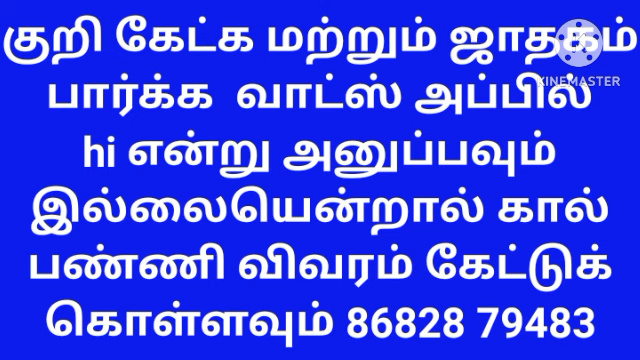 குறி கேட்க மற்றும் ஜாதகம்
KINEMASTER
பார்க்க வாட்ஸ் அப்பில்
hi என்று அனுப்பவும்
இல்லையென்றால் கால்
பண்ணி விவரம் கேட்டுக்
கொள்ளவும் 86828 79483